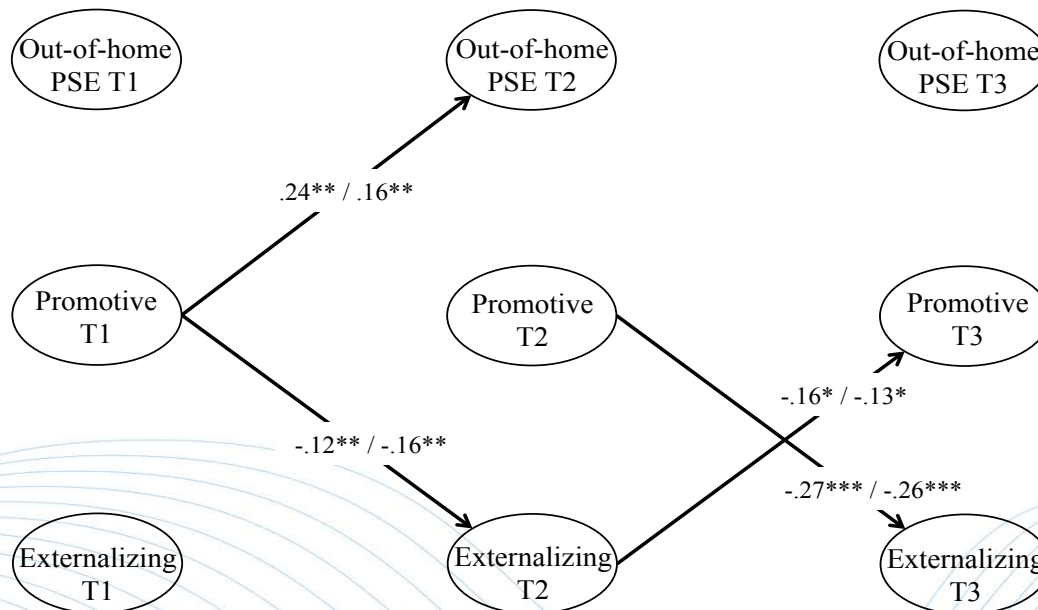 Out-of-home
PSE T1
Out-of-home
PSE T2
Out-of-home
PSE T3
.24** / .16**
Promotive
T1
Promotive
T2
Promotive
T3
-.16* / -.13*
-.12** / -.16**
-.27*** / -.26***
Externalizing
T1
Externalizing
T2
Externalizing
T3